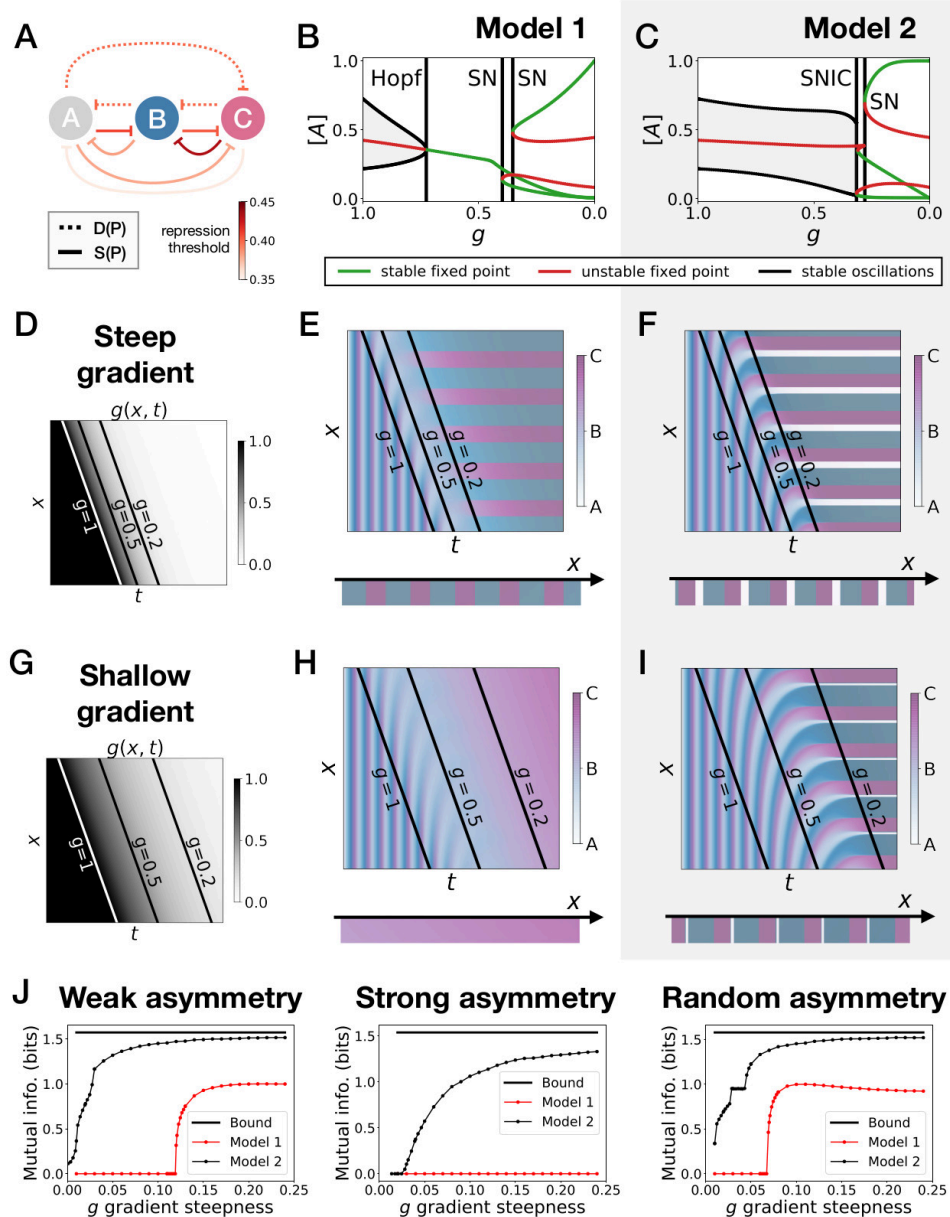 A
A
B
C
D(P)
S(P)
repression
threshold
0.45
0.40
0.35
B
Model 1
Hopf
SN
SN
[A]
1.0
0.5
0.0
1.0
0.5
0.0
g
C
Model 2
SNIC
SN
[A]
1.0
0.5
0.0
1.0
0.5
0.0
g
stable fixed point
unstable fixed point
stable oscillations
D
Steep
gradient
g(x, t)
x
t
g=1
g=0.5
g=0.2
1.0
0.5
0.0
E
x
t
g = 1
g = 0.5
g = 0.2
C
B
A
x
F
x
t
g = 1
g = 0.5
g = 0.2
C
B
A
x
G
Shallow
gradient
g(x, t)
x
t
g=1
g=0.5
g=0.2
1.0
0.5
0.0
H
x
t
g = 1
g = 0.5
g = 0.2
C
B
A
x
I
x
t
g = 1
g = 0.5
g = 0.2
C
B
A
x
J
Weak asymmetry
Mutual info. (bits)
1.5
1.0
0.5
0.0
0.00 0.05 0.10 0.15 0.20 0.25
g gradient steepness
Bound
Model 1
Model 2
Strong asymmetry
Mutual info. (bits)
1.5
1.0
0.5
0.0
0.00 0.05 0.10 0.15 0.20 0.25
g gradient steepness
Bound
Model 1
Model 2
Random asymmetry
Mutual info. (bits)
1.5
1.0
0.5
0.0
0.00 0.05 0.10 0.15 0.20 0.25
g gradient steepness
Bound
Model 1
Model 2